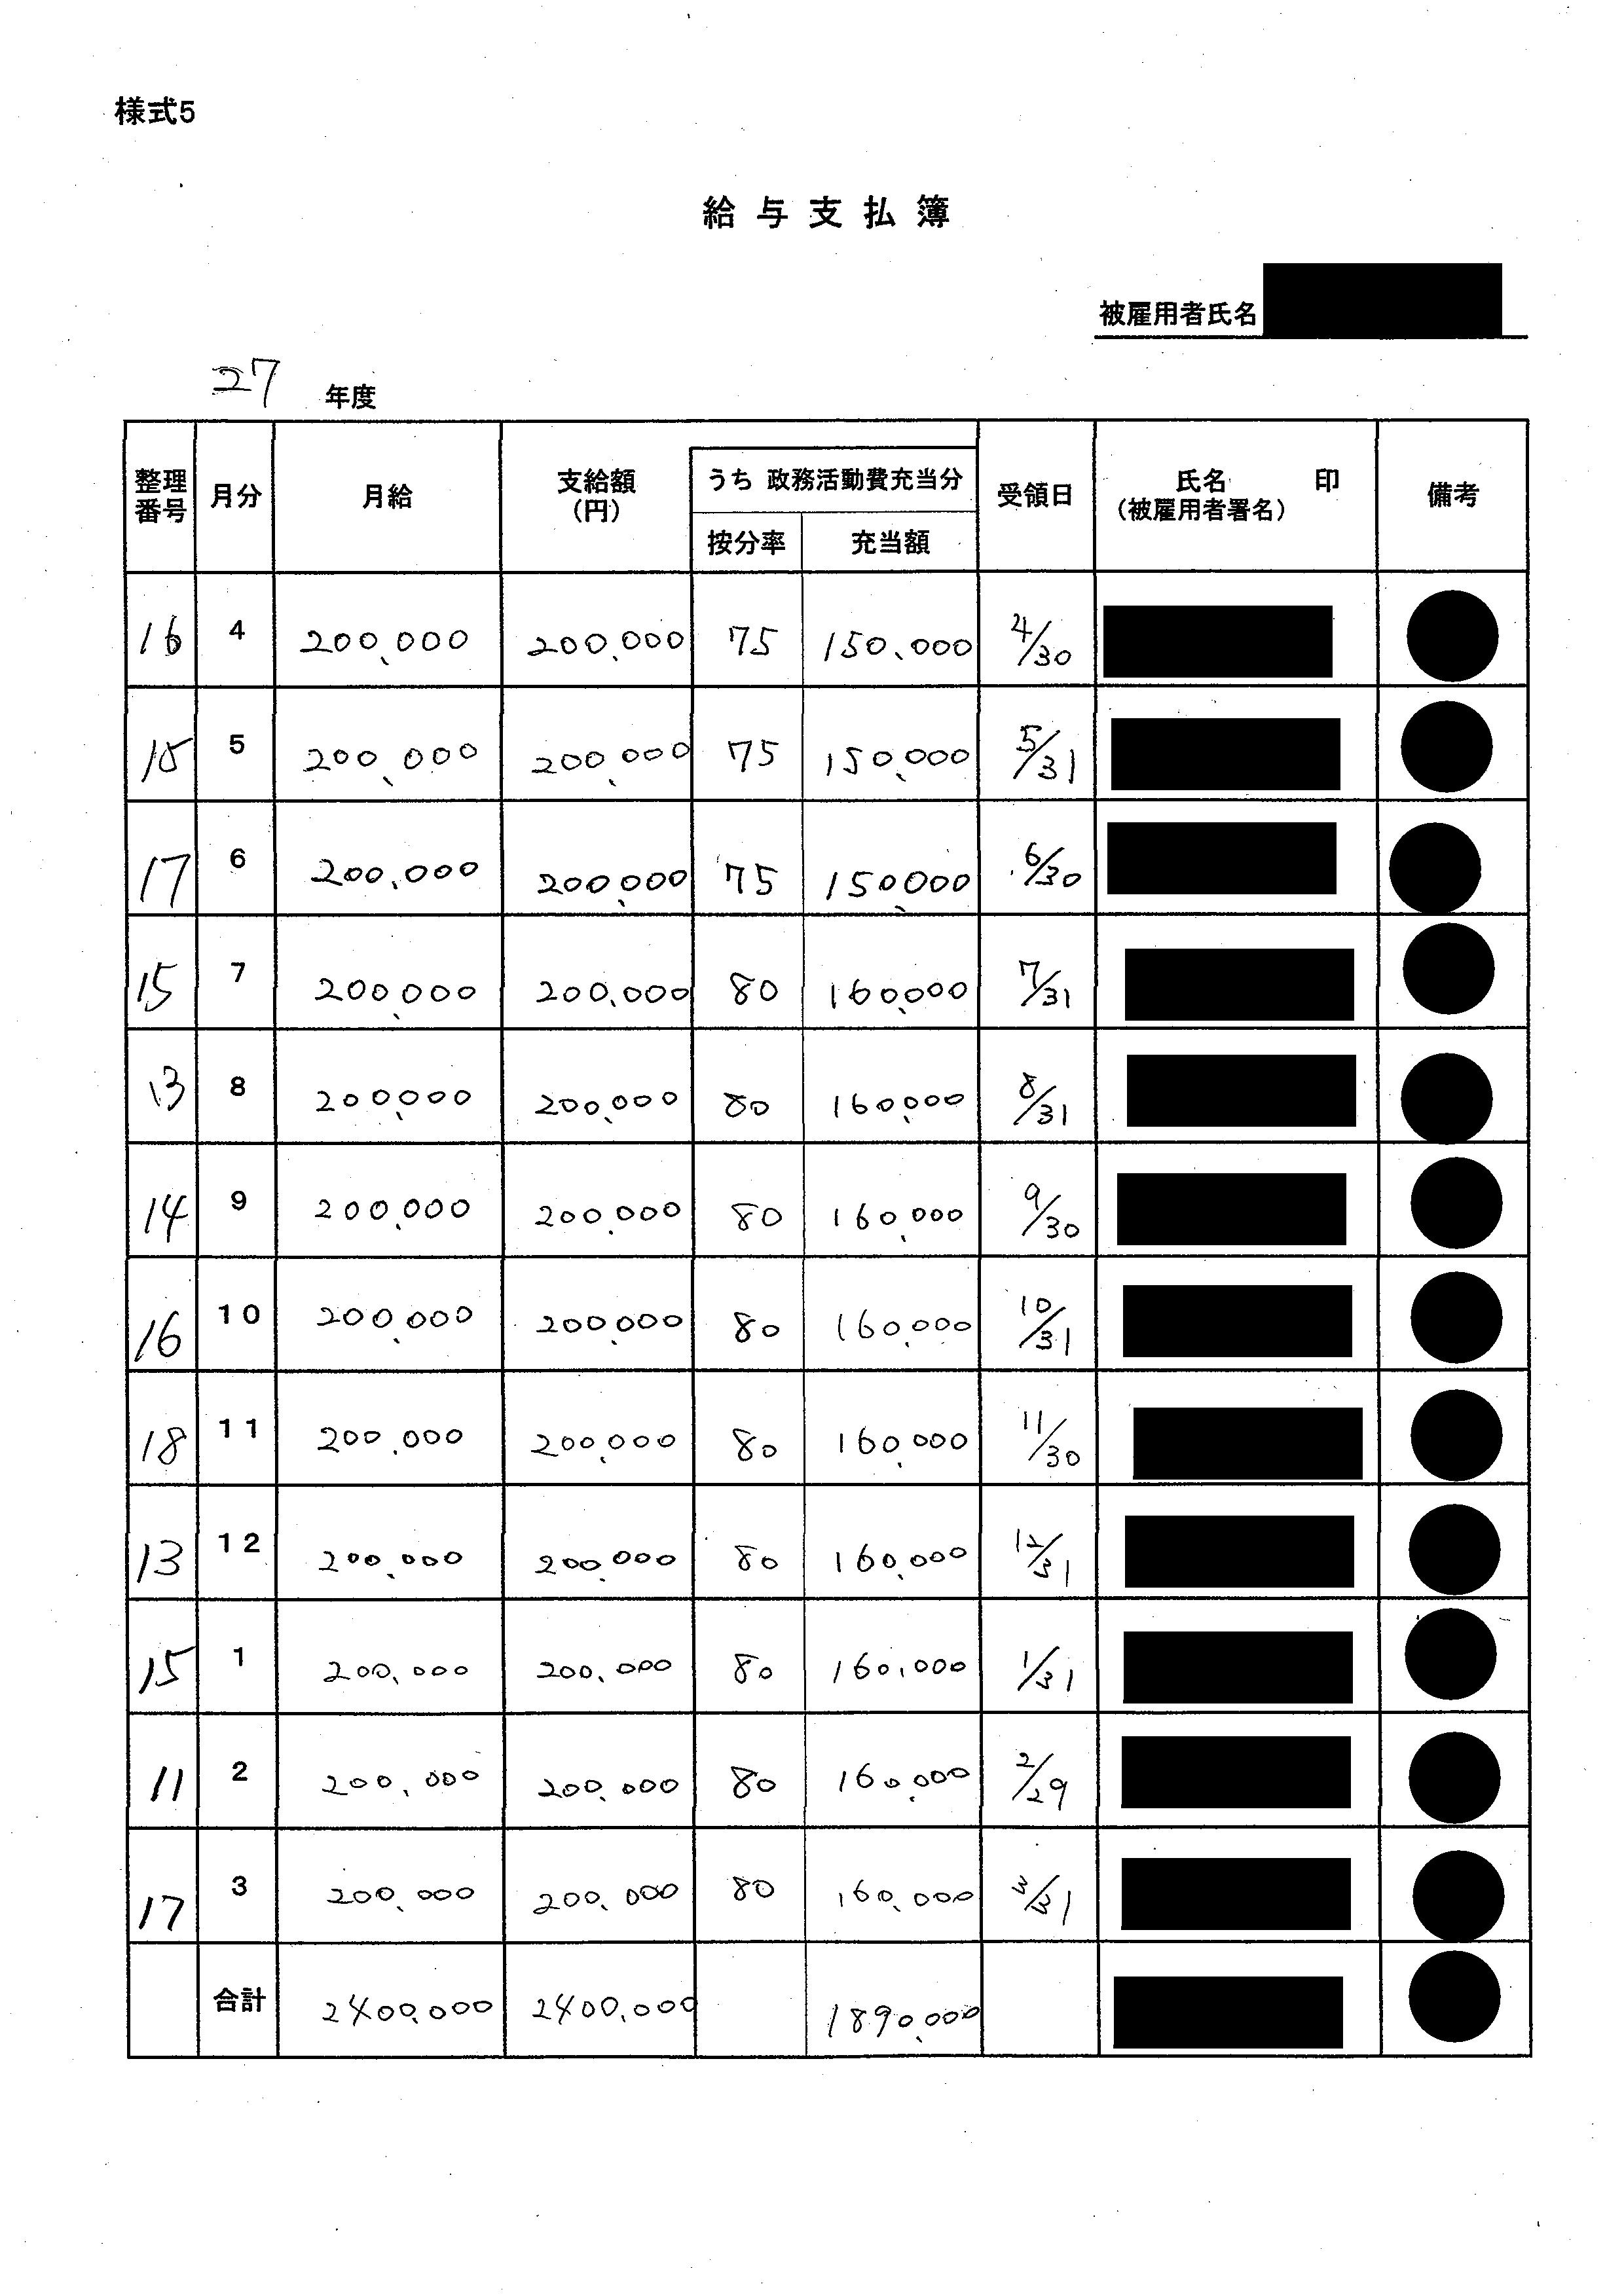 様式5
給与支払簿
被雇用者氏名
27 年度
整理番号 月分 月給 支給額(円) うち 政務活動費充当分 按分率 充当額 受領日 氏名(被雇用者署名) 印 備考
16 4 200,000 200,000 75 150,000 4/30
15 5 200,000 200,000 75 150,000 5/31
17 6 200,000 200,000 75 150,000 6/30
15 7 200,000 200,000 80 160,000 7/31
13 8 200,000 200,000 80 160,000 8/31
14 9 200,000 200,000 80 160,000 9/30
16 10 200,000 200,000 80 160,000 10/31
18 11 200,000 200,000 80 160,000 11/30
13 12 200,000 200,000 80 160,000 12/31
15 1 200,000 200,000 80 160,000 1/31
11 2 200,000 200,000 80 160,000 2/29
17 3 200,000 200,000 80 160,000 3/31
合計 2400,000 2400,000 1890,000